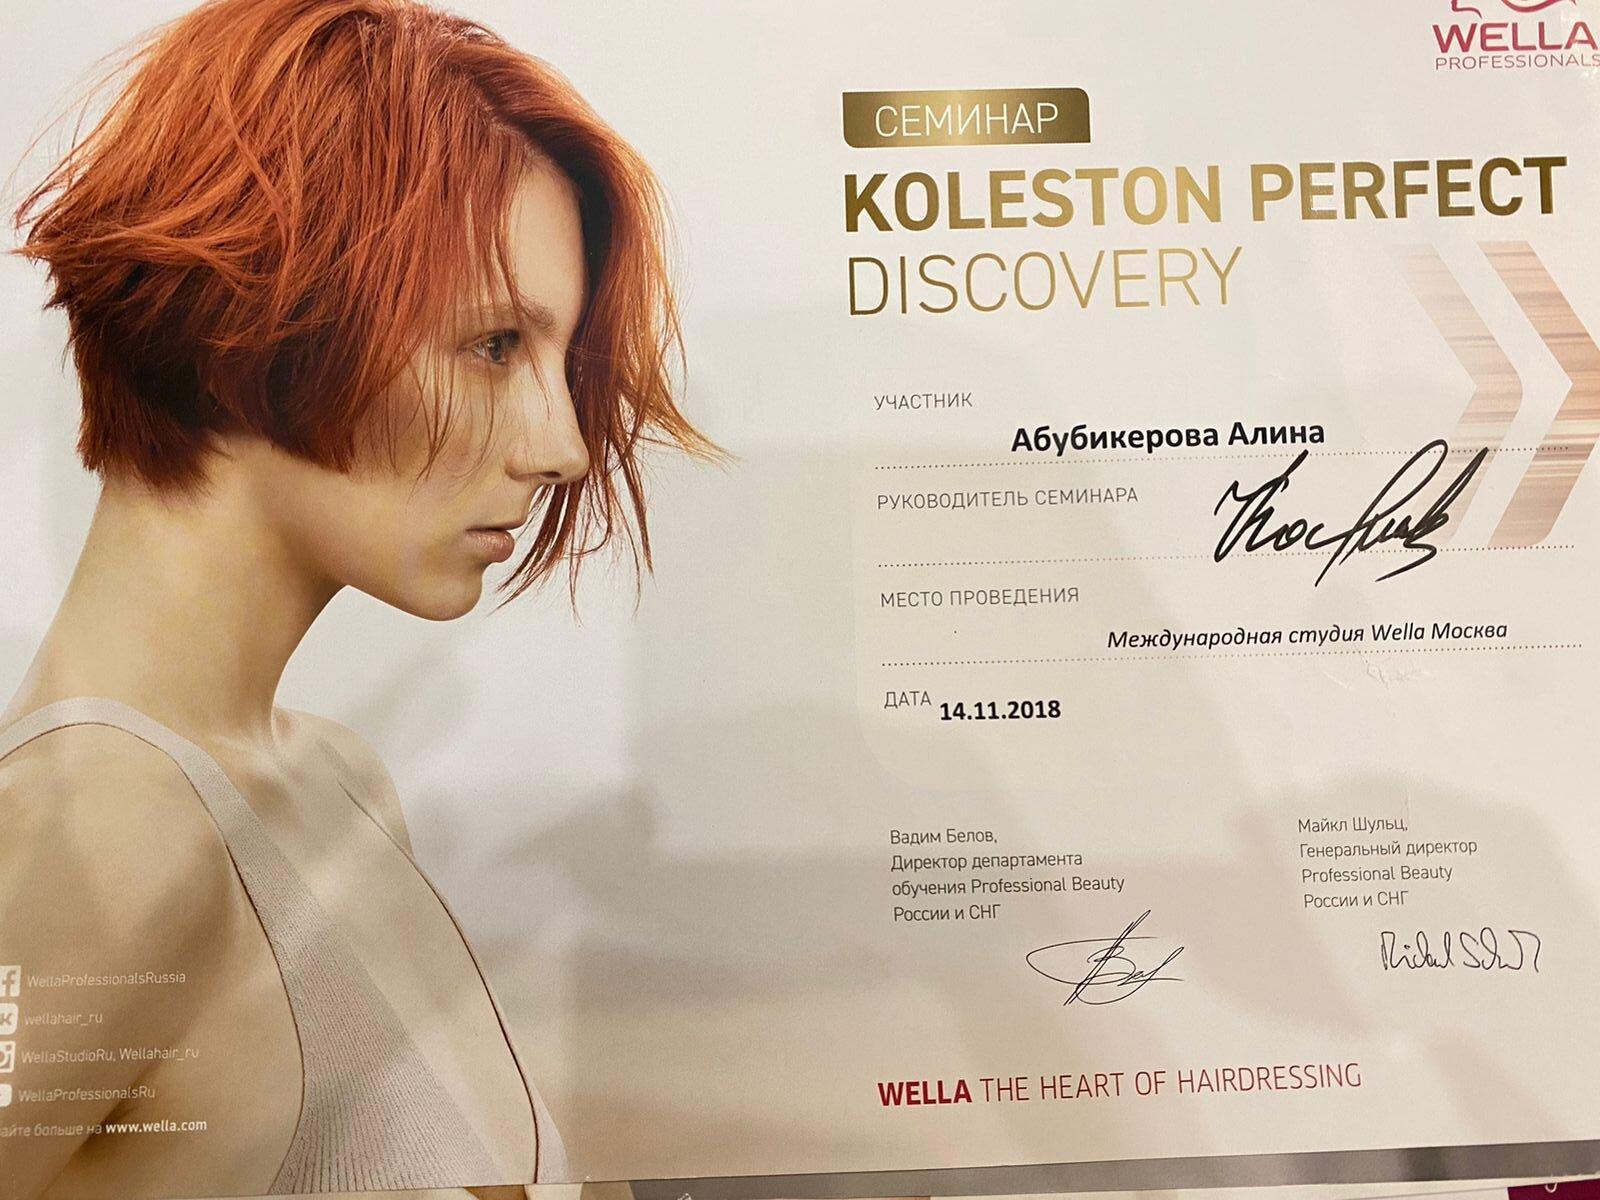 WELLA
PROFESSIONALS
СЕМИНАР
KOLESTON PERFECT
DISCOVERY
УЧАСТНИК
Абубикерова Алина
РУКОВОДИТЕЛЬ СЕМИНАРА
МЕСТО ПРОВЕДЕНИЯ
Международная студия Wella Москва
ДАТА 14.11.2018
Вадим Белов,
Директор департамента
обучения Professional Beauty
России и СНГ
Майкл Шульц,
Генеральный директор
Professional Beauty
России и СНГ
WellaProfessionalsRussia
wellahair_ru
WellaStudioRu, Wellahair_ru
WellaProfessionalsRu
больше на www.wella.com
WELLA THE HEART OF HAIRDRESSING